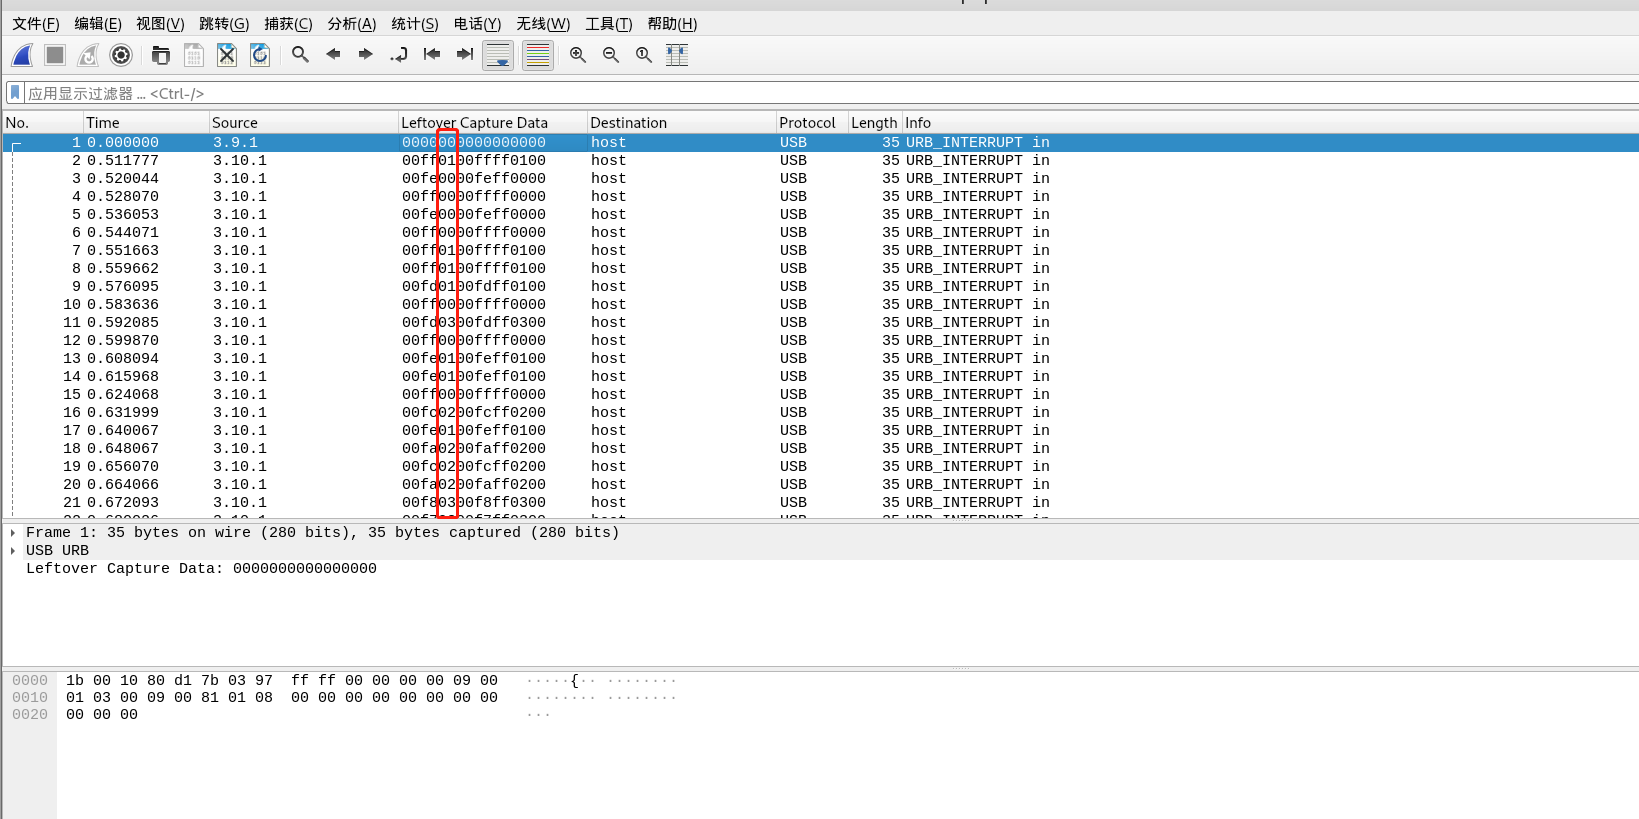 文件(F) 编辑(E) 视图(V) 跳转(G) 捕获(C) 分析(A) 统计(S) 电话(Y) 无线(W) 工具(T) 帮助(H)
应用显示过滤器 … <Ctrl-/>
No. Time Source Leftover Capture Data Destination Protocol Length Info
1 0.000000 3.9.1 0000000000000000 host USB 35 URB_INTERRUPT in
2 0.511777 3.10.1 00ff0100ffff0100 host USB 35 URB_INTERRUPT in
3 0.520044 3.10.1 00fe0000feff0000 host USB 35 URB_INTERRUPT in
4 0.528070 3.10.1 00ff0000ffff0000 host USB 35 URB_INTERRUPT in
5 0.536053 3.10.1 00fe0000feff0000 host USB 35 URB_INTERRUPT in
6 0.544071 3.10.1 00ff0000ffff0000 host USB 35 URB_INTERRUPT in
7 0.551663 3.10.1 00ff0100ffff0100 host USB 35 URB_INTERRUPT in
8 0.559662 3.10.1 00ff0100ffff0100 host USB 35 URB_INTERRUPT in
9 0.576095 3.10.1 00fd0100fdff0100 host USB 35 URB_INTERRUPT in
10 0.583636 3.10.1 00ff0000ffff0000 host USB 35 URB_INTERRUPT in
11 0.592085 3.10.1 00fd0300fdff0300 host USB 35 URB_INTERRUPT in
12 0.599870 3.10.1 00ff0000ffff0000 host USB 35 URB_INTERRUPT in
13 0.608094 3.10.1 00fe0100feff0100 host USB 35 URB_INTERRUPT in
14 0.615968 3.10.1 00fe0100feff0100 host USB 35 URB_INTERRUPT in
15 0.624068 3.10.1 00ff0000ffff0000 host USB 35 URB_INTERRUPT in
16 0.631999 3.10.1 00fc0200fcff0200 host USB 35 URB_INTERRUPT in
17 0.640067 3.10.1 00fe0100feff0100 host USB 35 URB_INTERRUPT in
18 0.648067 3.10.1 00fa0200faff0200 host USB 35 URB_INTERRUPT in
19 0.656070 3.10.1 00fc0200fcff0200 host USB 35 URB_INTERRUPT in
20 0.664066 3.10.1 00fa0200faff0200 host USB 35 URB_INTERRUPT in
21 0.672093 3.10.1 00f80300f8ff0300 host USB 35 URB_INTERRUPT in
Frame 1: 35 bytes on wire (280 bits), 35 bytes captured (280 bits)
USB URB
Leftover Capture Data: 0000000000000000
0000 1b 00 10 80 d1 7b 03 97 ff ff 00 00 00 00 09 00 ·····{·· ········
0010 01 03 00 09 00 81 01 08 00 00 00 00 00 00 00 00 ········ ········
0020 00 00 00 ···